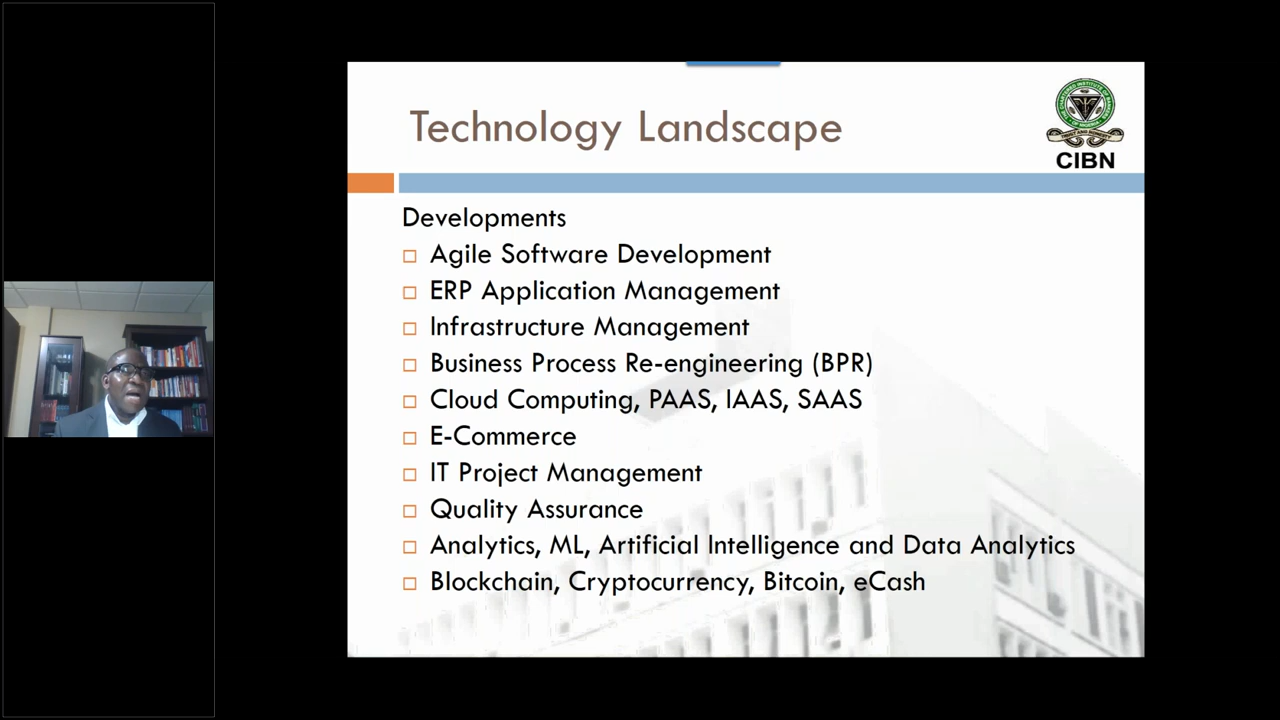 Technology Landscape
CIBN
Developments
Agile Software Development
ERP Application Management
Infrastructure Management
Business Process Re-engineering (BPR)
Cloud Computing, PAAS, IAAS, SAAS
E-Commerce
IT Project Management
Quality Assurance
Analytics, ML, Artificial Intelligence and Data Analytics
Blockchain, Cryptocurrency, Bitcoin, eCash